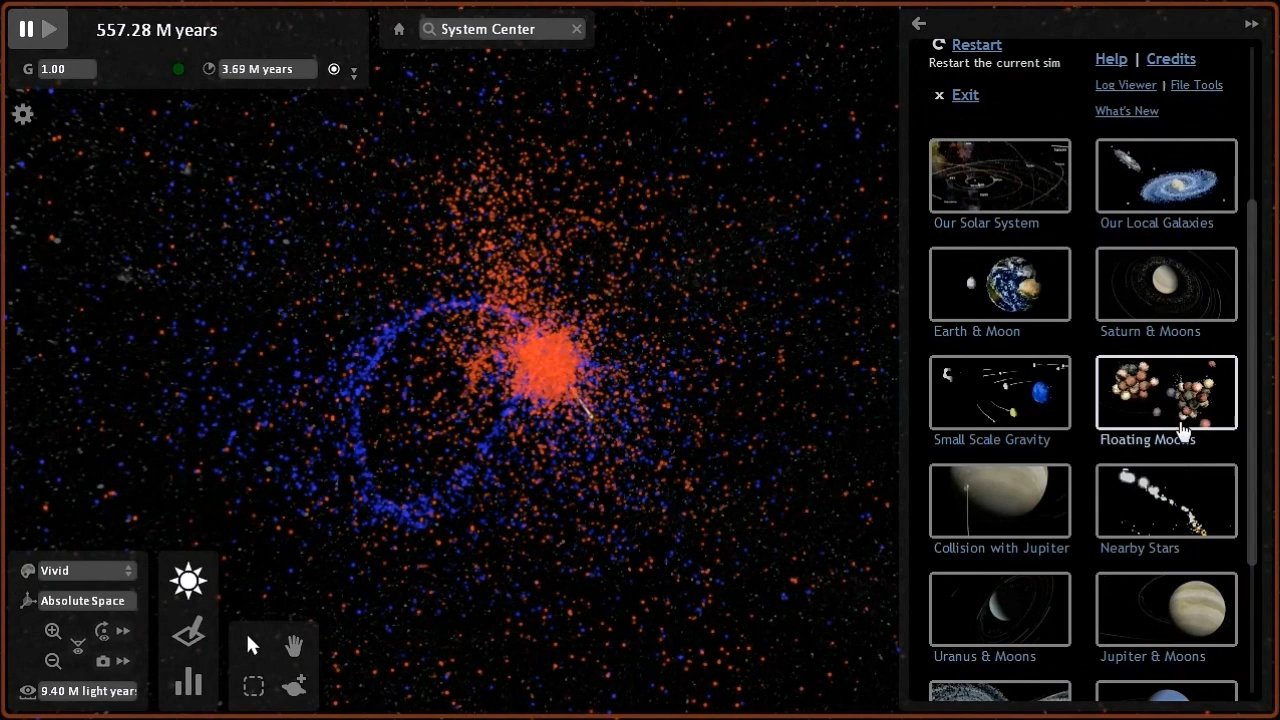 557.28 M years
System Center
G 1.00
3.69 M years
Restart
Restart the current sim
Help | Credits
Log Viewer | File Tools
x Exit
What's New
Our Solar System
Our Local Galaxies
Earth & Moon
Saturn & Moons
Small Scale Gravity
Floating Moons
Collision with Jupiter
Nearby Stars
Uranus & Moons
Jupiter & Moons
Vivid
Absolute Space
9.40 M light years